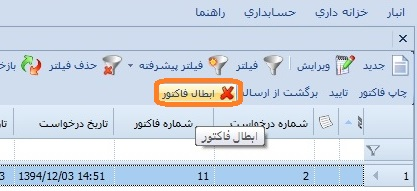 انبار خزانه داري حسابداري راهنما
جدید ویرایش فیلتر فیلتر پیشرفته حذف فیلتر
چاپ فاکتور تایید برگشت از ارسال ابطال فاکتور
شماره درخواست شماره فاکتور تاریخ درخواست
ابطال فاکتور
1 2 11 1394/12/03 14:51